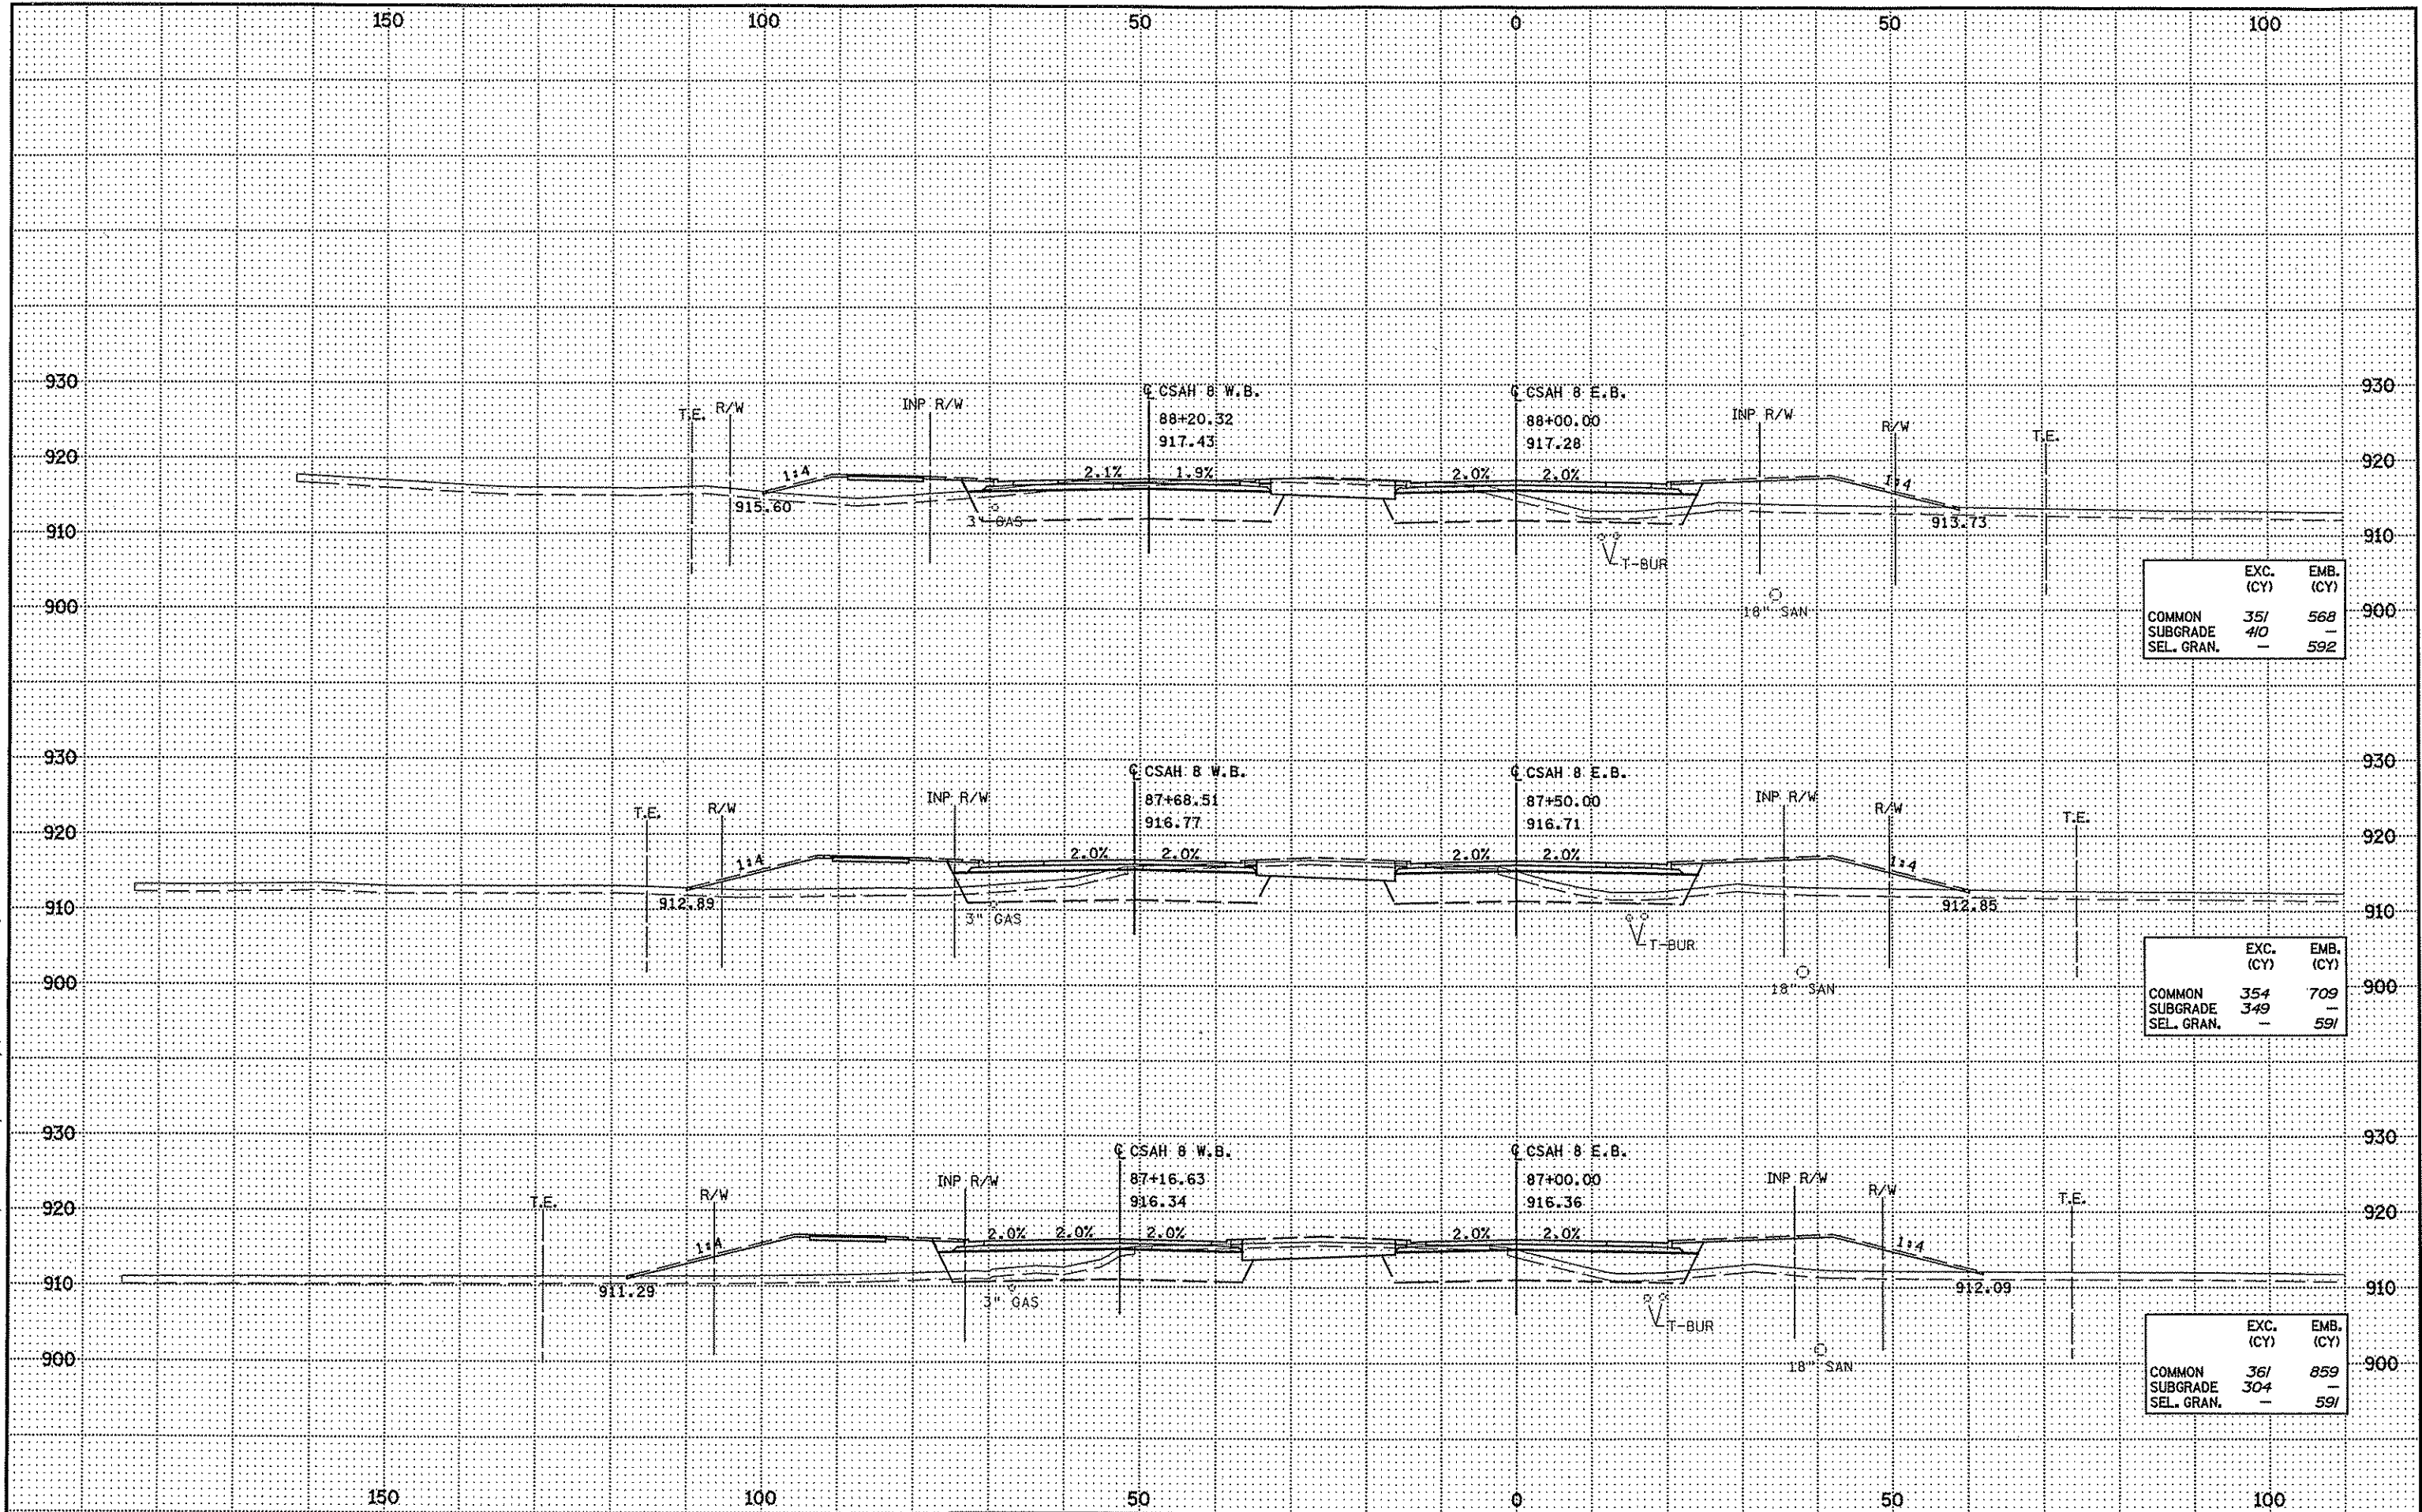 150 100 50 0 50 100
930 930
920 920
910 910
900 900
T.E. R/W INP R/W
℄ CSAH 8 W.B.
88+20.32
917.43
℄ CSAH 8 E.B.
88+00.00
917.28
INP R/W R/W T.E.
1:4 2.1% 1.9% 2.0% 2.0% 1:4
915.60 3" GAS 913.73
T-BUR
18" SAN
EXC. EMB.
(CY) (CY)
COMMON 351 568
SUBGRADE 410 —
SEL. GRAN. — 592
930 930
920 920
910 910
900 900
T.E. R/W INP R/W
℄ CSAH 8 W.B.
87+68.51
916.77
℄ CSAH 8 E.B.
87+50.00
916.71
INP R/W R/W T.E.
1:4 2.0% 2.0% 2.0% 2.0% 1:4
912.89 3" GAS 912.85
T-BUR
18" SAN
EXC. EMB.
(CY) (CY)
COMMON 354 709
SUBGRADE 349 —
SEL. GRAN. — 591
930 930
920 920
910 910
900 900
T.E. R/W INP R/W
℄ CSAH 8 W.B.
87+16.63
916.34
℄ CSAH 8 E.B.
87+00.00
916.36
INP R/W R/W T.E.
1:4 2.0% 2.0% 2.0% 2.0% 2.0% 1:4
911.29 3" GAS 912.09
T-BUR
18" SAN
EXC. EMB.
(CY) (CY)
COMMON 361 859
SUBGRADE 304 —
SEL. GRAN. — 591
150 100 50 0 50 100